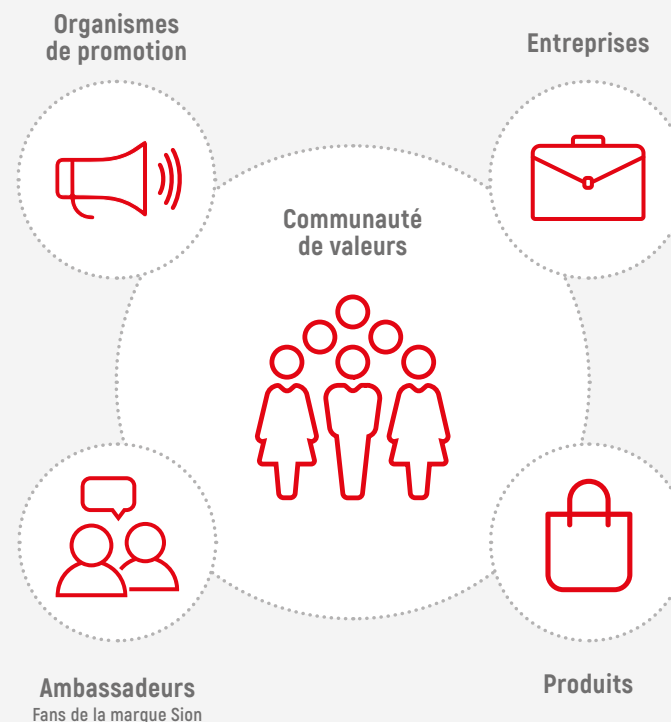 Organismes
de promotion
Entreprises
Communauté
de valeurs
Ambassadeurs
Fans de la marque Sion
Produits